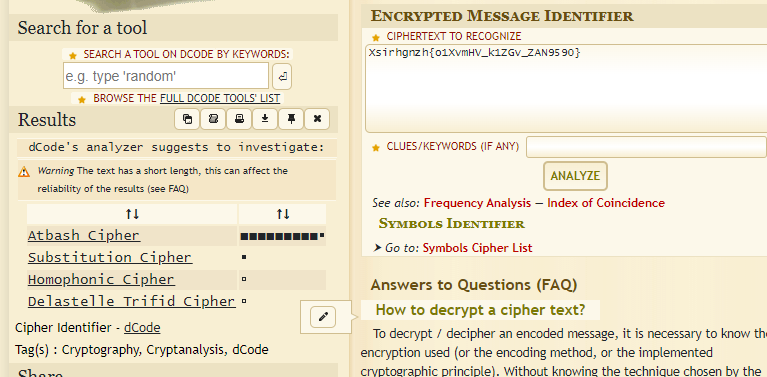 Search for a tool
★ SEARCH A TOOL ON DCODE BY KEYWORDS:
e.g. type 'random'
★ BROWSE THE FULL DCODE TOOLS' LIST
Results
dCode's analyzer suggests to investigate:
Warning The text has a short length, this can affect the
reliability of the results (see FAQ)
↑↓ ↑↓
Atbash Cipher ■■■■■■■■■▪
Substitution Cipher ▪
Homophonic Cipher ▫
Delastelle Trifid Cipher ▫
Cipher Identifier - dCode
Tag(s) : Cryptography, Cryptanalysis, dCode
Share
ENCRYPTED MESSAGE IDENTIFIER
★ CIPHERTEXT TO RECOGNIZE
Xsirhgnzh{o1XvmHV_k1ZGv_ZAN9590}
★ CLUES/KEYWORDS (IF ANY)
ANALYZE
See also: Frequency Analysis — Index of Coincidence
SYMBOLS IDENTIFIER
➤ Go to: Symbols Cipher List
Answers to Questions (FAQ)
How to decrypt a cipher text?
To decrypt / decipher an encoded message, it is necessary to know the
encryption used (or the encoding method, or the implemented
cryptographic principle). Without knowing the technique chosen by the